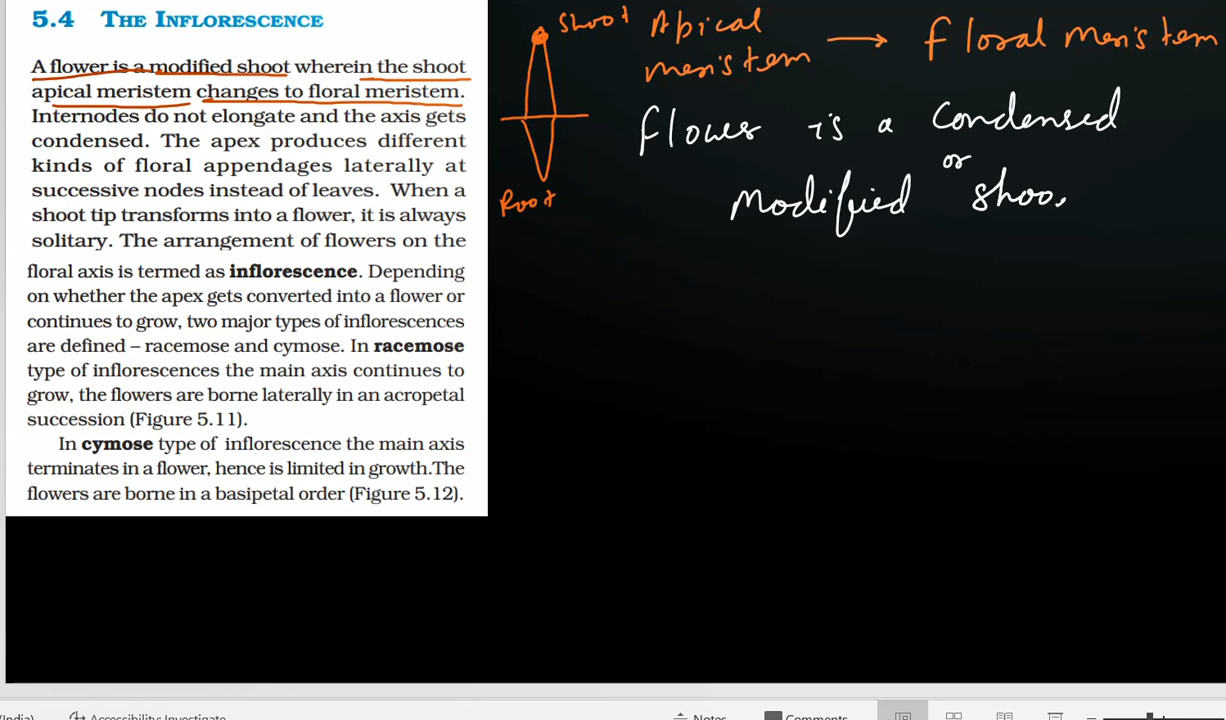 5.4 THE INFLORESCENCE
A flower is a modified shoot wherein the shoot
apical meristem changes to floral meristem.
Internodes do not elongate and the axis gets
condensed. The apex produces different
kinds of floral appendages laterally at
successive nodes instead of leaves. When a
shoot tip transforms into a flower, it is always
solitary. The arrangement of flowers on the
floral axis is termed as inflorescence. Depending
on whether the apex gets converted into a flower or
continues to grow, two major types of inflorescences
are defined – racemose and cymose. In racemose
type of inflorescences the main axis continues to
grow, the flowers are borne laterally in an acropetal
succession (Figure 5.11).
In cymose type of inflorescence the main axis
terminates in a flower, hence is limited in growth.The
flowers are borne in a basipetal order (Figure 5.12).
Shoot
Root
Apical
meristem → Floral meristem
Flower is a condensed
or
Modified shoo
Accessibility: Investigate
Notes
Comments